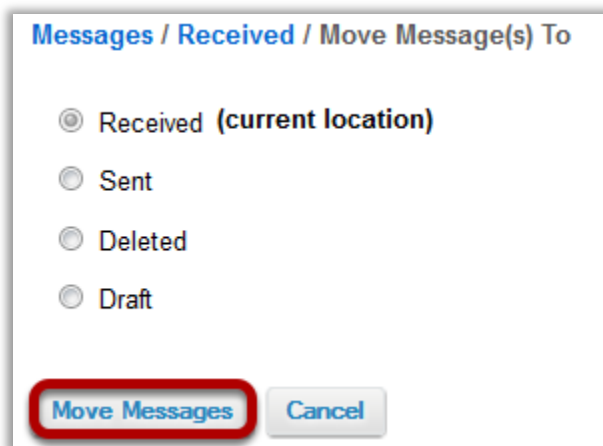 Messages / Received / Move Message(s) To
Received (current location)
Sent
Deleted
Draft
Move Messages Cancel